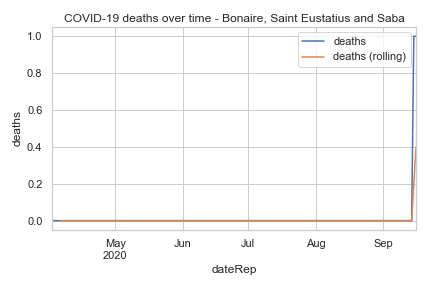 COVID-19 deaths over time - Bonaire, Saint Eustatius and Saba
deaths
deaths (rolling)
1.0
0.8
0.6
0.4
0.2
0.0
deaths
May
2020
Jun
Jul
Aug
Sep
dateRep